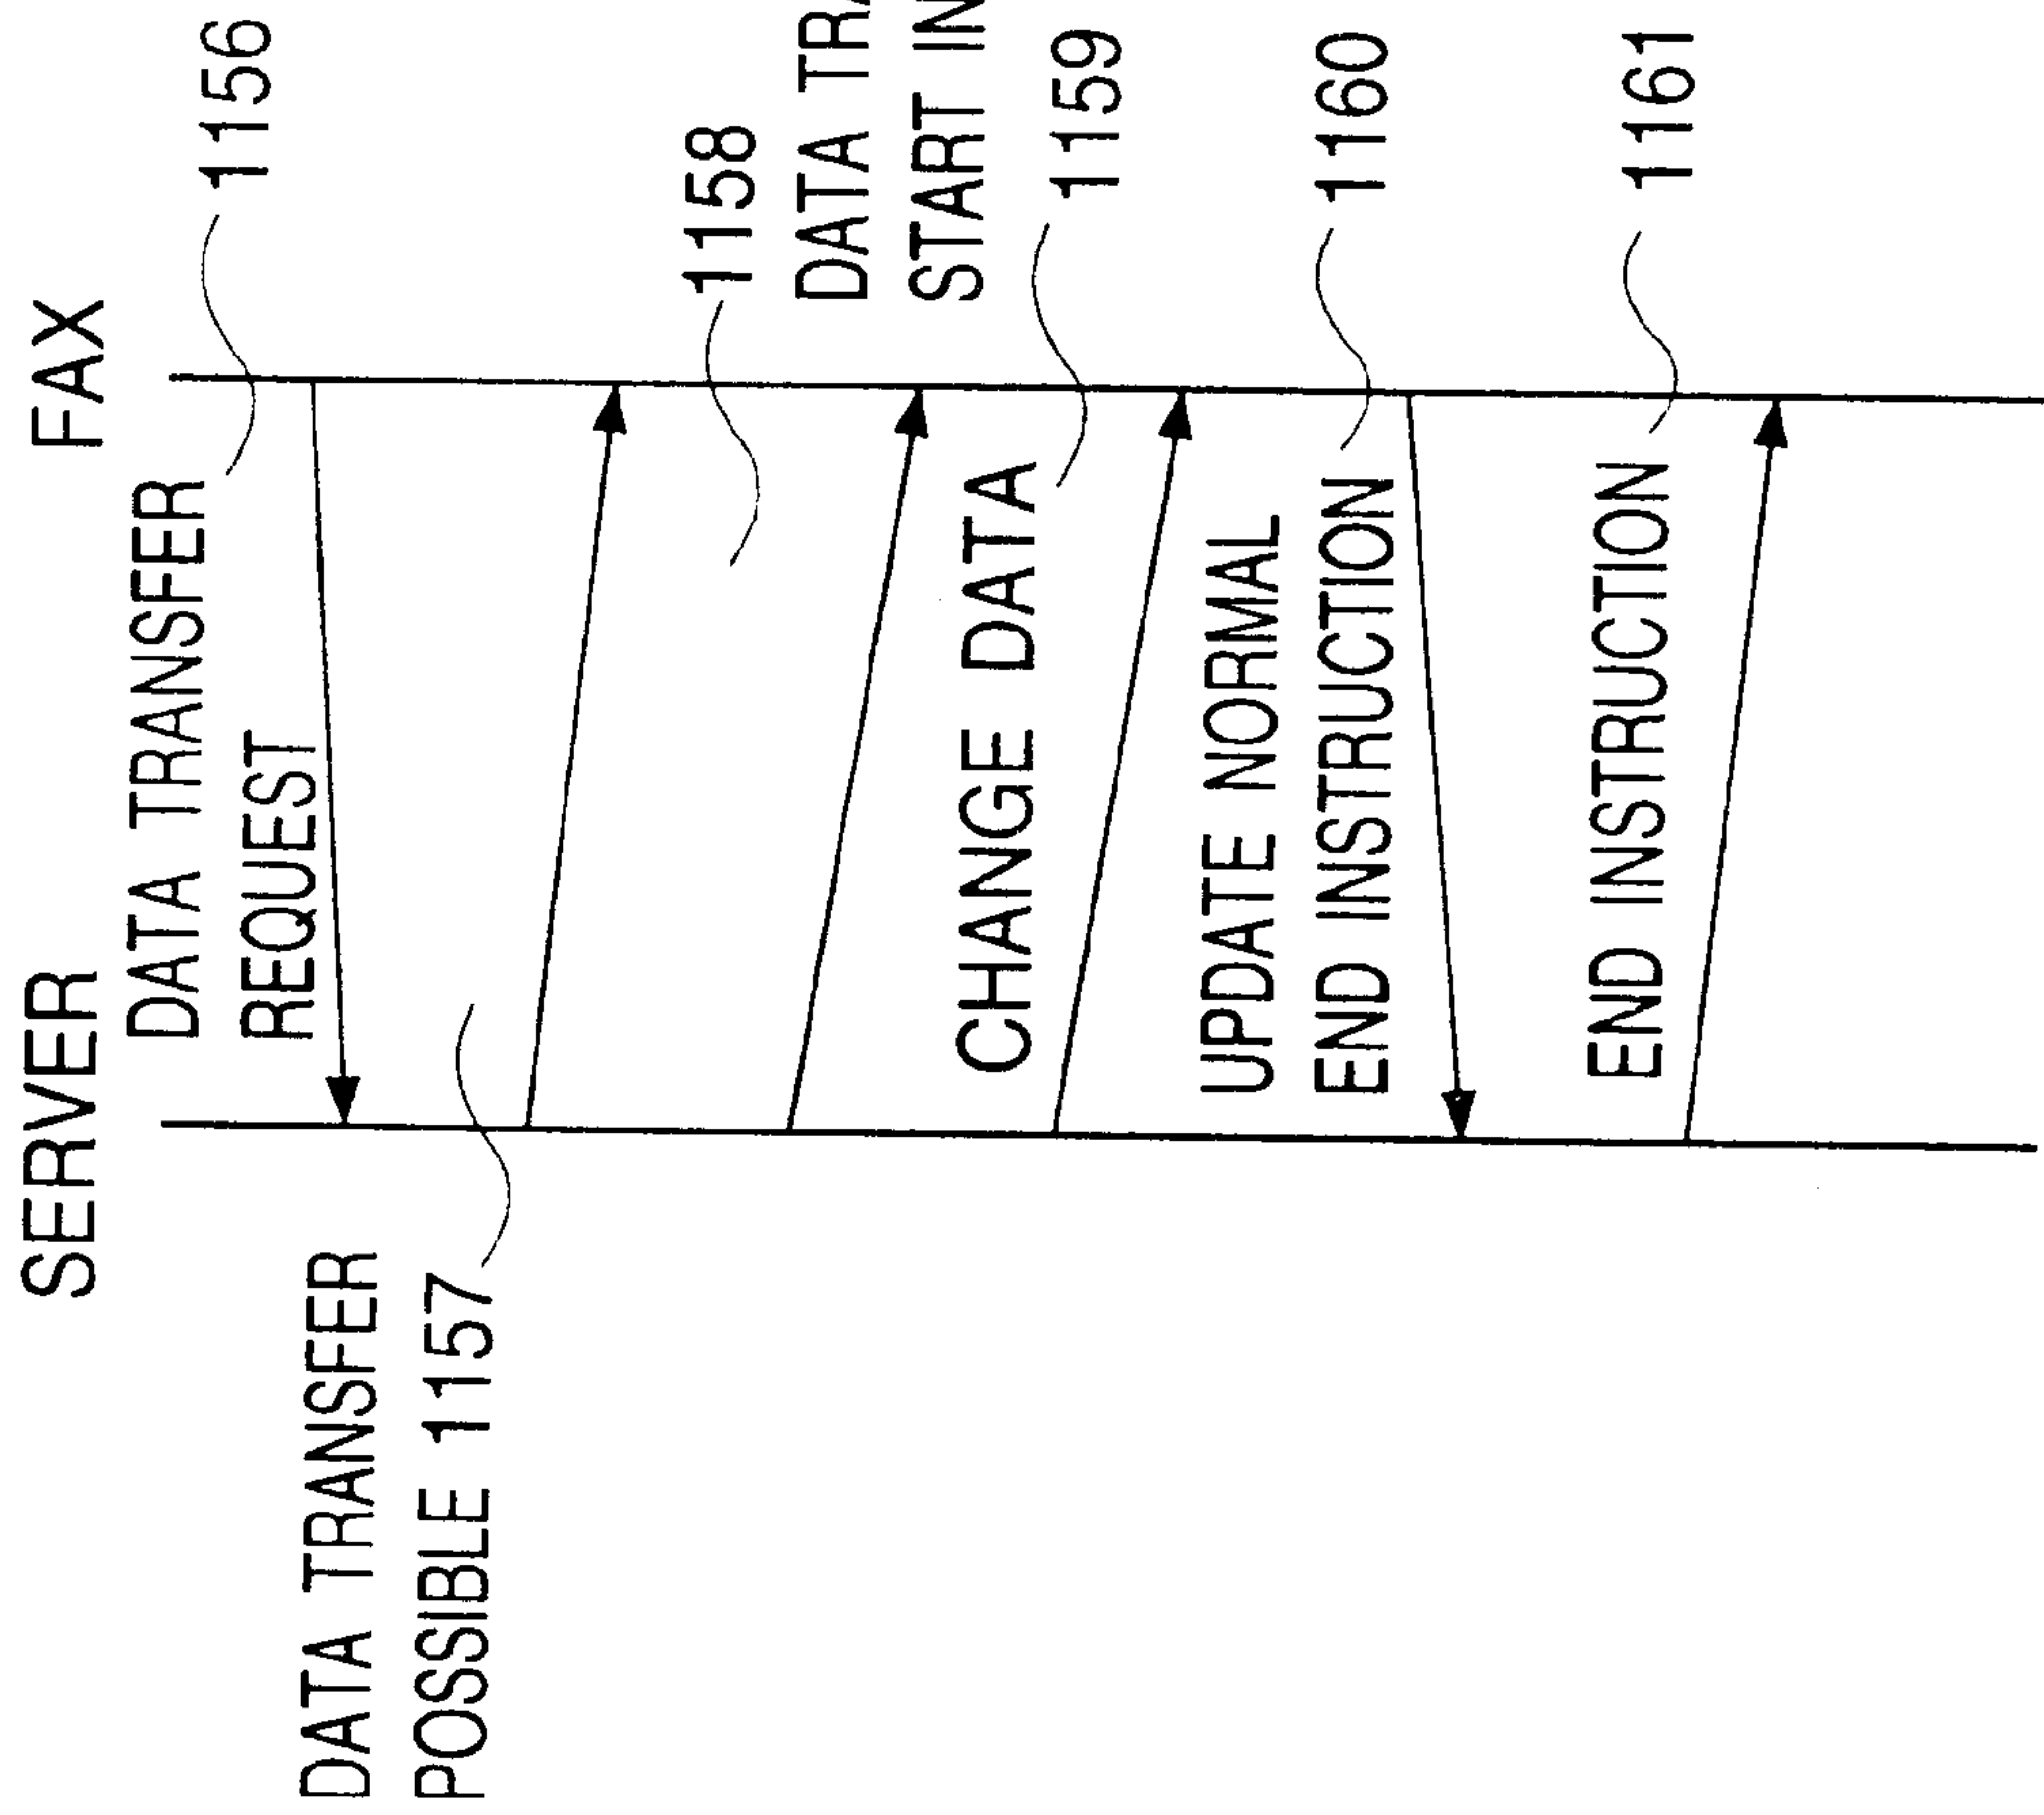 SERVER
FAX
DATA TRANSFER
REQUEST
1156
DATA TRANSFER
POSSIBLE 1157
1158
DATA
START
CHANGE DATA
1159
UPDATE NORMAL
END INSTRUCTION
1160
END INSTRUCTION
1161